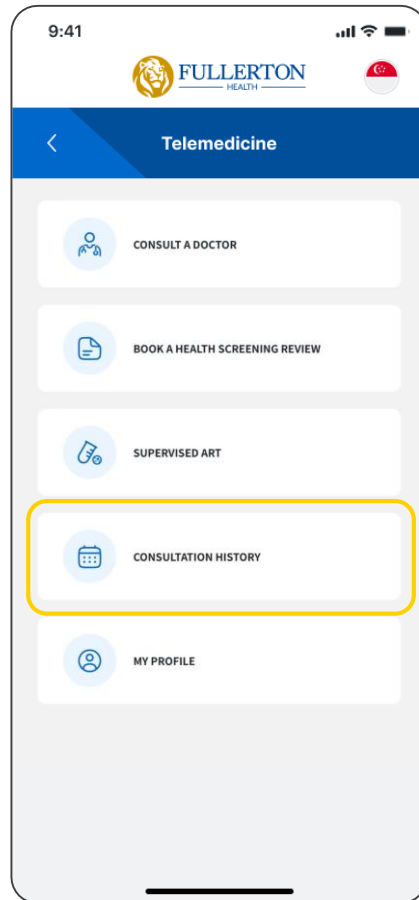 9:41
FULLERTON
HEALTH
Telemedicine
CONSULT A DOCTOR
BOOK A HEALTH SCREENING REVIEW
SUPERVISED ART
CONSULTATION HISTORY
MY PROFILE